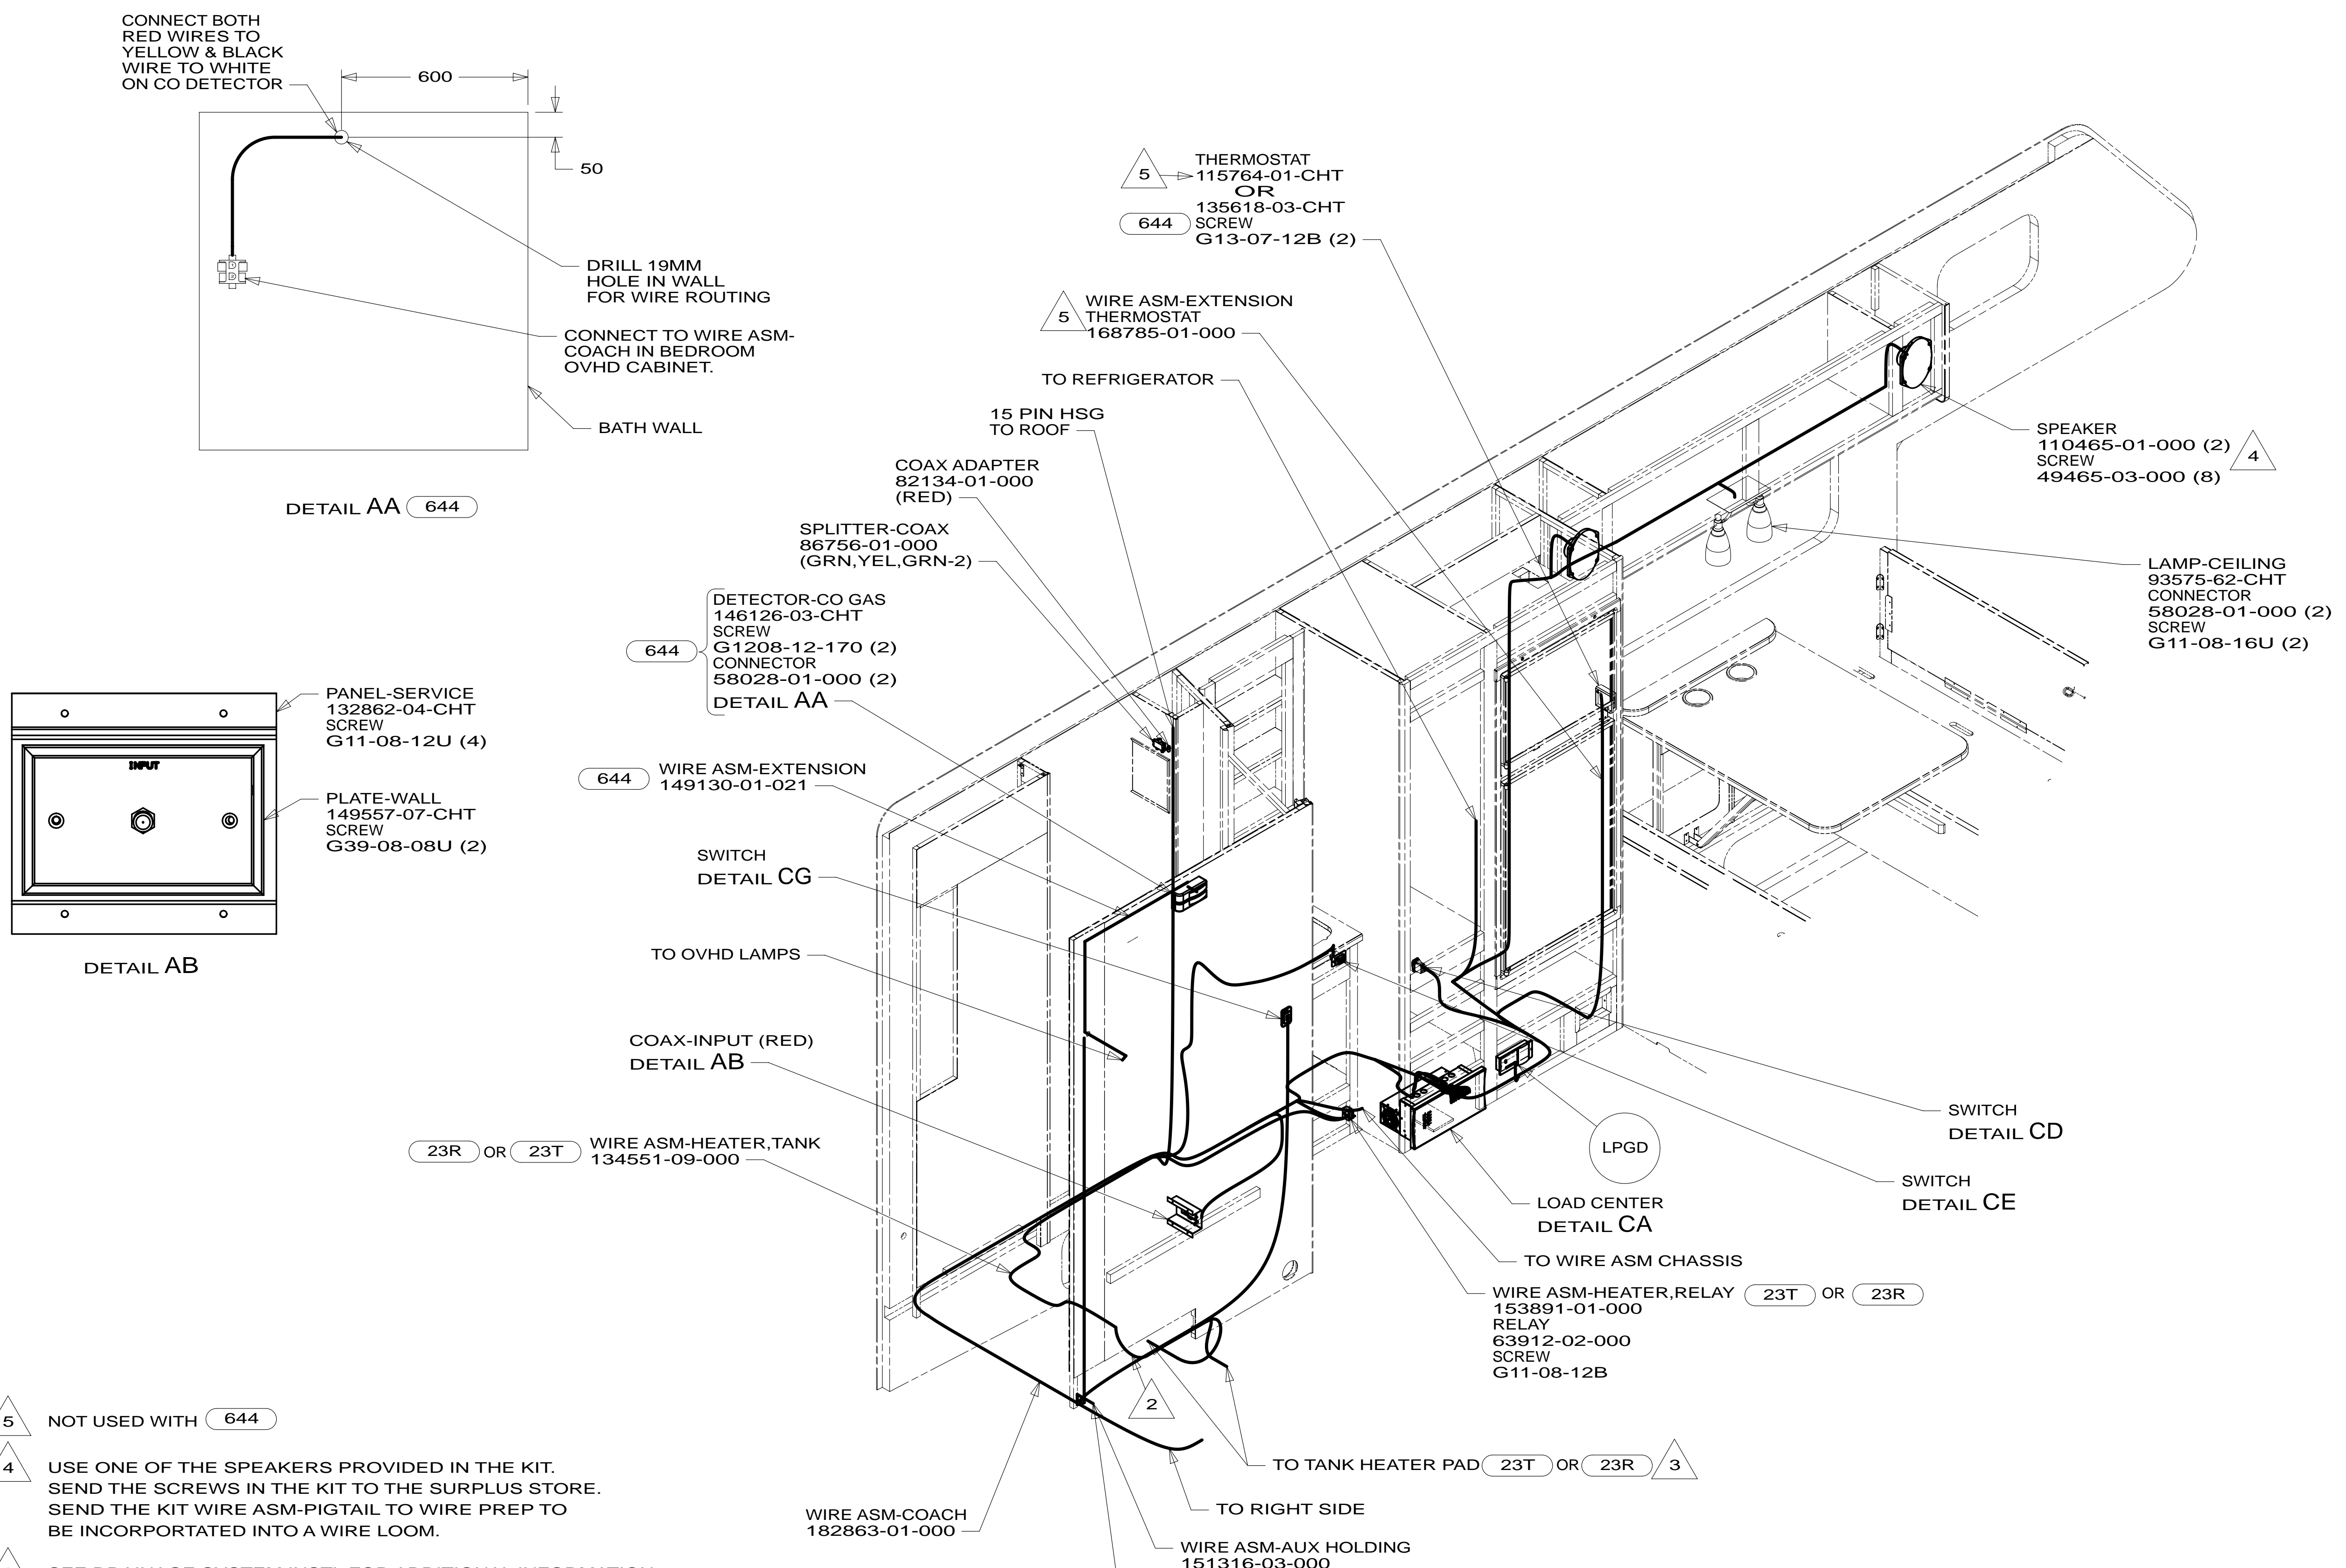 CONNECT BOTH
RED WIRES TO
YELLOW & BLACK
WIRE TO WHITE
ON CO DETECTOR
600
50
DRILL 19MM
HOLE IN WALL
FOR WIRE ROUTING
CONNECT TO WIRE ASM-
COACH IN BEDROOM
OVHD CABINET.
BATH WALL
DETAIL AA 644
5
THERMOSTAT
115764-01-CHT
OR
135618-03-CHT
644
SCREW
G13-07-12B (2)
5
WIRE ASM-EXTENSION
THERMOSTAT
168785-01-000
TO REFRIGERATOR
15 PIN HSG
TO ROOF
COAX ADAPTER
82134-01-000
(RED)
SPLITTER-COAX
86756-01-000
(GRN,YEL,GRN-2)
644
DETECTOR-CO GAS
146126-03-CHT
SCREW
G1208-12-170 (2)
CONNECTOR
58028-01-000 (2)
DETAIL AA
SPEAKER
110465-01-000 (2)
SCREW
49465-03-000 (8)
4
LAMP-CEILING
93575-62-CHT
CONNECTOR
58028-01-000 (2)
SCREW
G11-08-16U (2)
PANEL-SERVICE
132862-04-CHT
SCREW
G11-08-12U (4)
INPUT
PLATE-WALL
149557-07-CHT
SCREW
G39-08-08U (2)
DETAIL AB
644
WIRE ASM-EXTENSION
149130-01-021
SWITCH
DETAIL CG
TO OVHD LAMPS
COAX-INPUT (RED)
DETAIL AB
23R OR 23T
WIRE ASM-HEATER,TANK
134551-09-000
LPGD
SWITCH
DETAIL CD
SWITCH
DETAIL CE
LOAD CENTER
DETAIL CA
TO WIRE ASM CHASSIS
WIRE ASM-HEATER,RELAY 23T OR 23R
153891-01-000
RELAY
63912-02-000
SCREW
G11-08-12B
2
TO TANK HEATER PAD 23T OR 23R 3
TO RIGHT SIDE
WIRE ASM-COACH
182863-01-000
WIRE ASM-AUX HOLDING
151316-03-000
5 NOT USED WITH 644
4 USE ONE OF THE SPEAKERS PROVIDED IN THE KIT.
SEND THE SCREWS IN THE KIT TO THE SURPLUS STORE.
SEND THE KIT WIRE ASM-PIGTAIL TO WIRE PREP TO
BE INCORPORTATED INTO A WIRE LOOM.